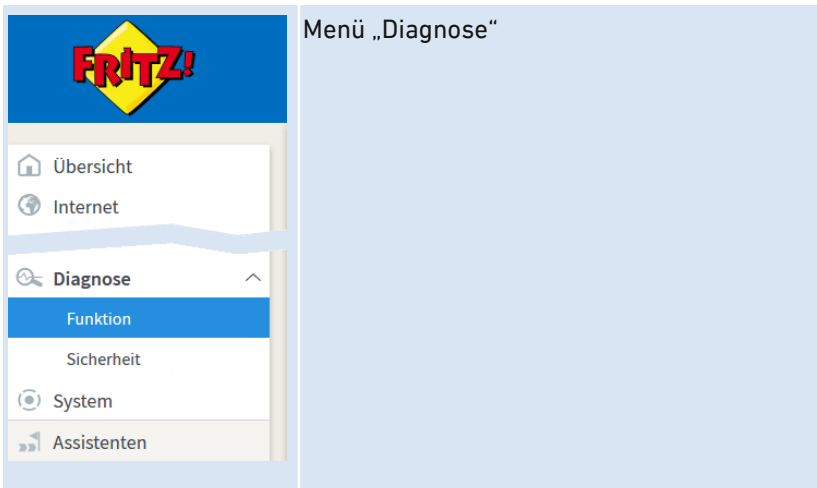 FRITZ!
Menü „Diagnose“
Übersicht
Internet
Diagnose
Funktion
Sicherheit
System
Assistenten